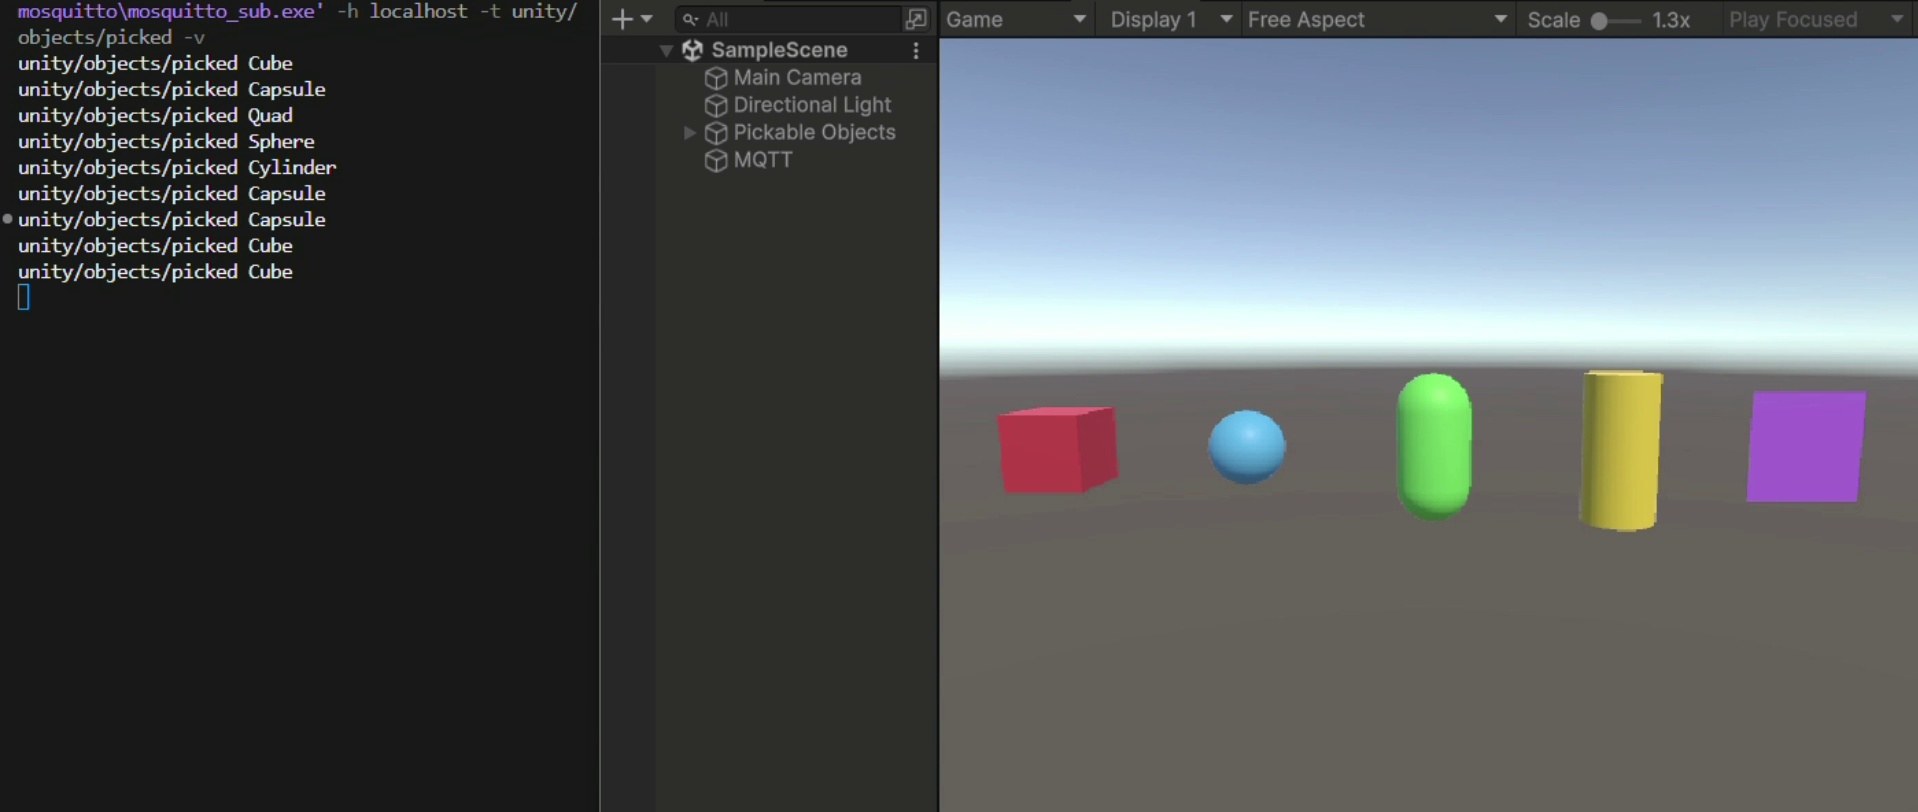 mosquitto\mosquitto_sub.exe' -h localhost -t unity/
objects/picked -v
unity/objects/picked Cube
unity/objects/picked Capsule
unity/objects/picked Quad
unity/objects/picked Sphere
unity/objects/picked Cylinder
unity/objects/picked Capsule
unity/objects/picked Capsule
unity/objects/picked Cube
unity/objects/picked Cube
All
SampleScene
Main Camera
Directional Light
Pickable Objects
MQTT
Game Display 1 Free Aspect Scale 1.3x Play Focused